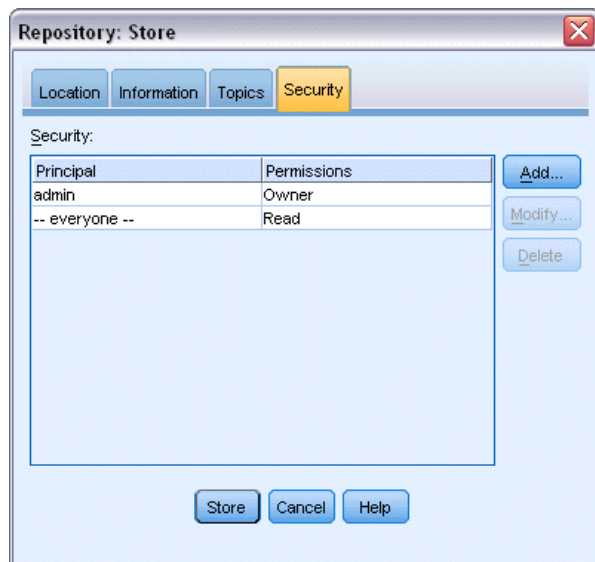 Repository: Store
Location Information Topics Security
Security:
Principal Permissions
admin Owner
-- everyone -- Read
Add...
Modify...
Delete
Store Cancel Help